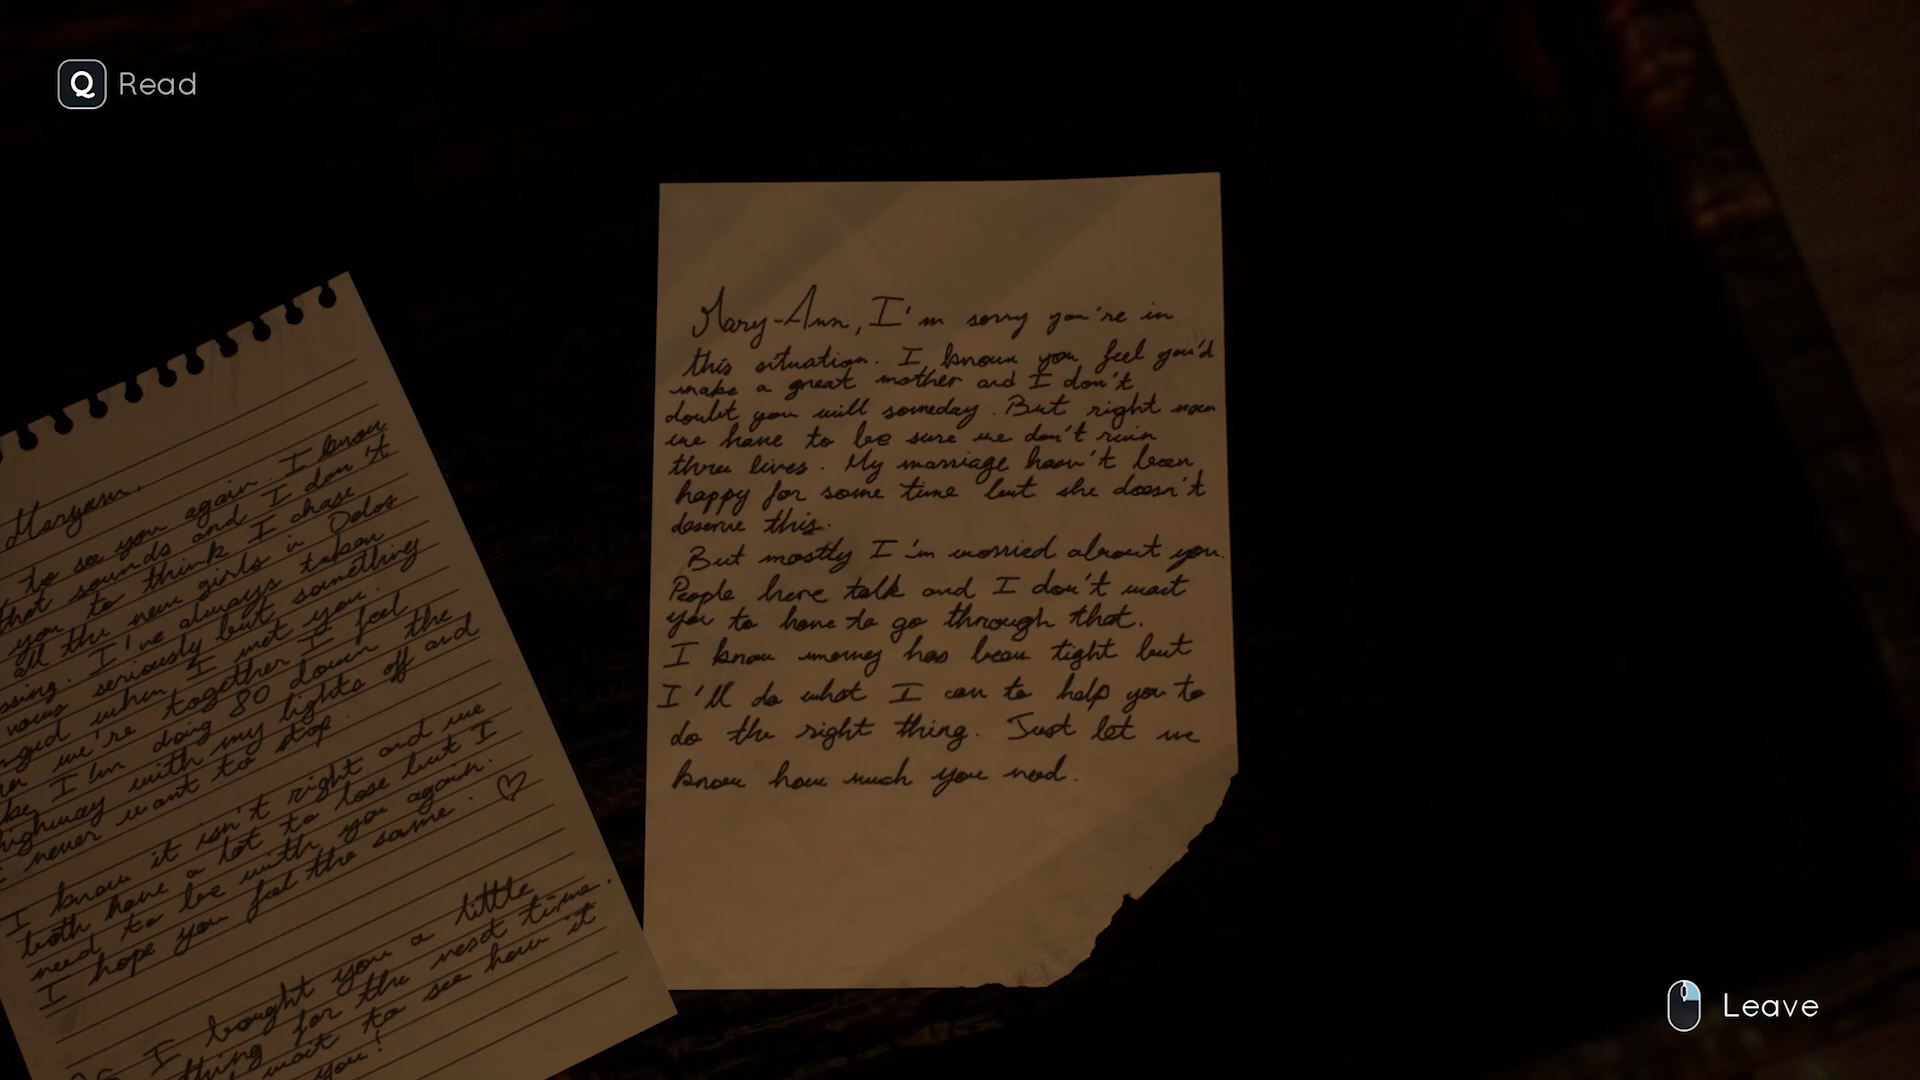 Read
Maryann,
to see you again. I know
that sounds and I don't
you to think I chase
all the new girls in Delos
I've always taken
vows seriously but something
when I met you.
we're together I feel
I'm doing 80 down the
highway with my lights off and
I never want to stop.
I know it isn't right and we
both have a lot to lose but I
need to be with you again.
I hope you feel the same.
I bought you a little
thing for the next time.
wait to see how it
you!
Mary-Ann, I'm sorry you're in
this situation. I know you feel you'd
make a great mother and I don't
doubt you will someday. But right now
we have to be sure we don't ruin
three lives. My marriage hasn't been
happy for some time but she doesn't
deserve this.
But mostly I'm worried about you.
People here talk and I don't want
you to have to go through that.
I know money has been tight but
I'll do what I can to help you to
do the right thing. Just let me
know how much you need.
Leave